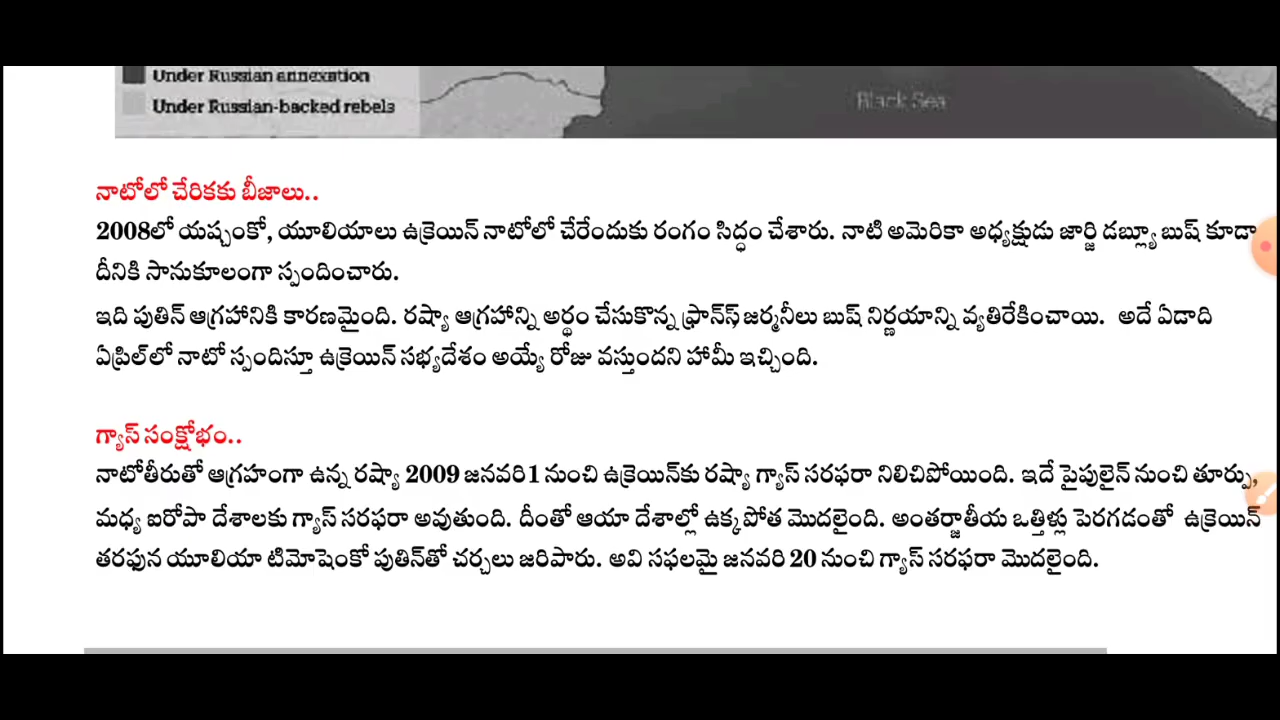 Under Russian annexation
Under Russian-backed rebels
Black Sea
నాటోలో చేరికకు బీజాలు..
2008లో యష్చంకో, యూలియాలు ఉక్రెయిన్ నాటోలో చేరేందుకు రంగం సిద్ధం చేశారు. నాటి అమెరికా అధ్యక్షుడు జార్జి డబ్ల్యూ బుష్ కూడా
దీనికి సానుకూలంగా స్పందించారు.
ఇది పుతిన్ ఆగ్రహానికి కారణమైంది. రష్యా ఆగ్రహాన్ని అర్థం చేసుకొన్న ఫ్రాన్స్, జర్మనీలు బుష్ నిర్ణయాన్ని వ్యతిరేకించాయి. అదే ఏడాది
ఏప్రిల్‌లో నాటో స్పందిస్తూ ఉక్రెయిన్ సభ్యదేశం అయ్యే రోజు వస్తుందని హామీ ఇచ్చింది.
గ్యాస్ సంక్షోభం..
నాటోతీరుతో ఆగ్రహంగా ఉన్న రష్యా 2009 జనవరి 1 నుంచి ఉక్రెయిన్‌కు రష్యా గ్యాస్ సరఫరా నిలిచిపోయింది. ఇదే పైపులైన్ నుంచి తూర్పు,
మధ్య ఐరోపా దేశాలకు గ్యాస్ సరఫరా అవుతుంది. దీంతో ఆయా దేశాల్లో ఉక్కపోత మొదలైంది. అంతర్జాతీయ ఒత్తిళ్లు పెరగడంతో ఉక్రెయిన్
తరఫున యూలియా టిమోషెంకో పుతిన్‌తో చర్చలు జరిపారు. అవి సఫలమై జనవరి 20 నుంచి గ్యాస్ సరఫరా మొదలైంది.